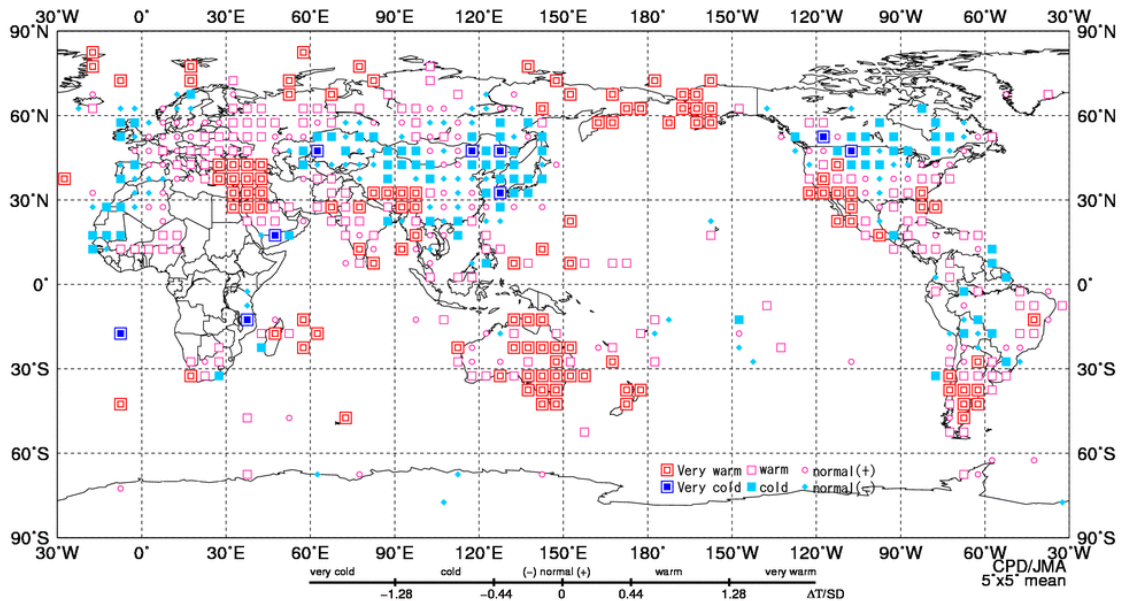 30°W 0° 30°E 60°E 90°E 120°E 150°E 180° 150°W 120°W 90°W 60°W 30°W
90°N 90°N
60°N 60°N
30°N 30°N
0° 0°
30°S 30°S
60°S 60°S
Very warm warm normal(+)
Very cold cold normal(-)
90°S 90°S
30°W 0° 30°E 60°E 90°E 120°E 150°E 180° 150°W 120°W 90°W 60°W 30°W
CPD/JMA
5°x5° mean
very cold cold (-) normal (+) warm very warm
-1.28 -0.44 0 0.44 1.28 ΔT/SD